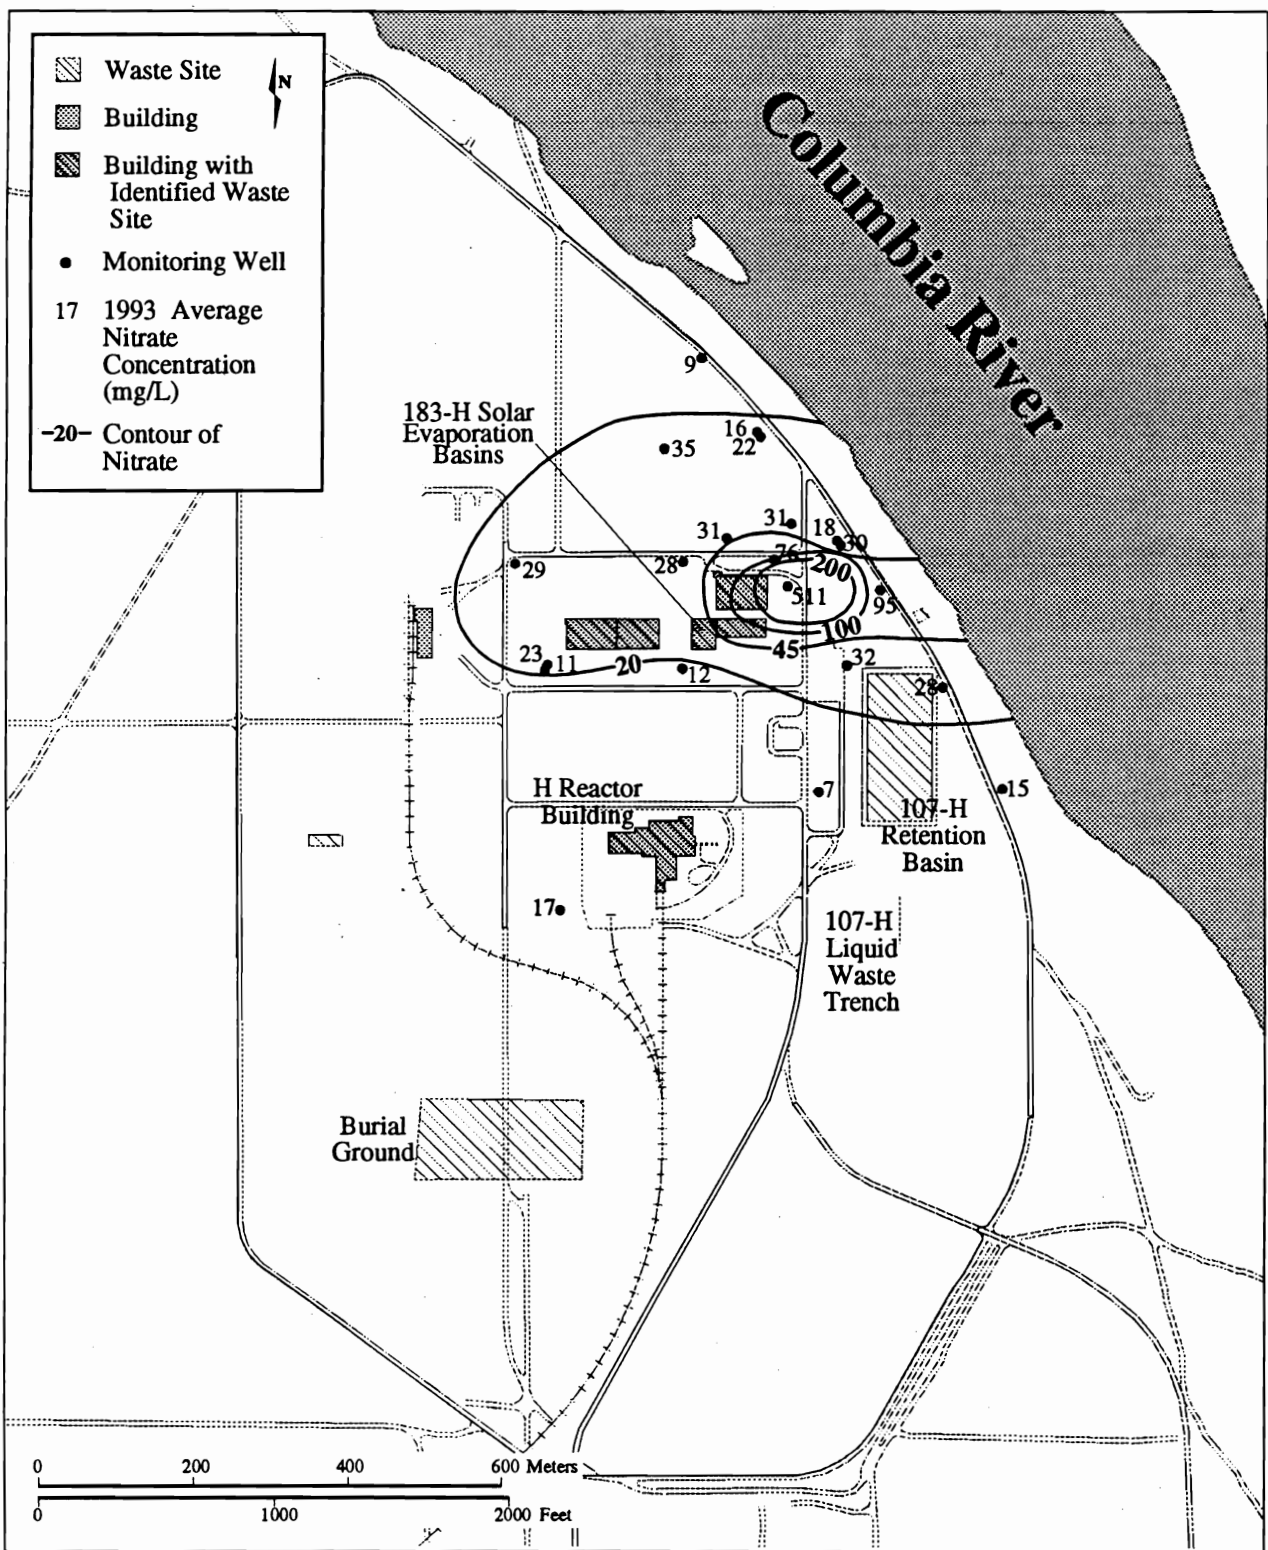 Waste Site
N
Building
Building with
Identified Waste
Site
Monitoring Well
17 1993 Average
Nitrate
Concentration
(mg/L)
-20- Contour of
Nitrate
Columbia River
9
183-H Solar
Evaporation
Basins
16
22
35
31
31
18
30
76
28
29
200
511
95
100
45
23
11
20
12
32
28
H Reactor
Building
7
15
107-H
Retention
Basin
17
107-H
Liquid
Waste
Trench
Burial
Ground
0 200 400 600 Meters
0 1000 2000 Feet